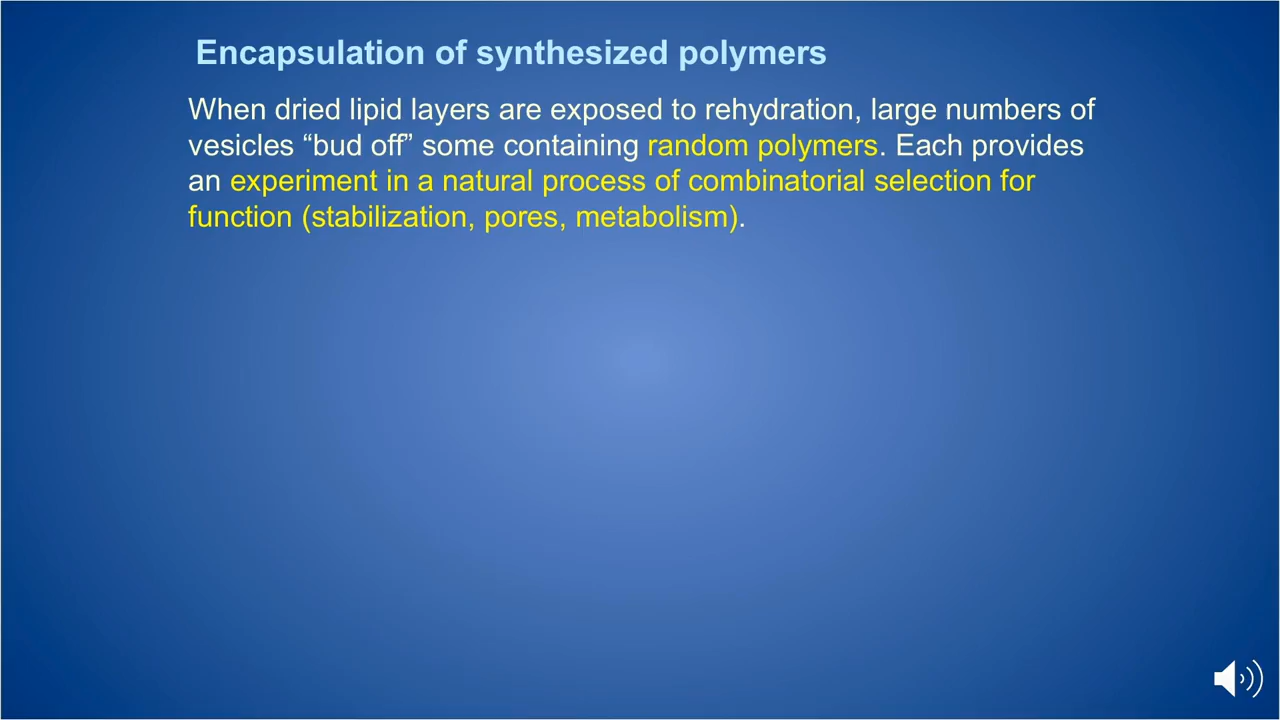 Encapsulation of synthesized polymers
When dried lipid layers are exposed to rehydration, large numbers of
vesicles “bud off” some containing random polymers. Each provides
an experiment in a natural process of combinatorial selection for
function (stabilization, pores, metabolism).